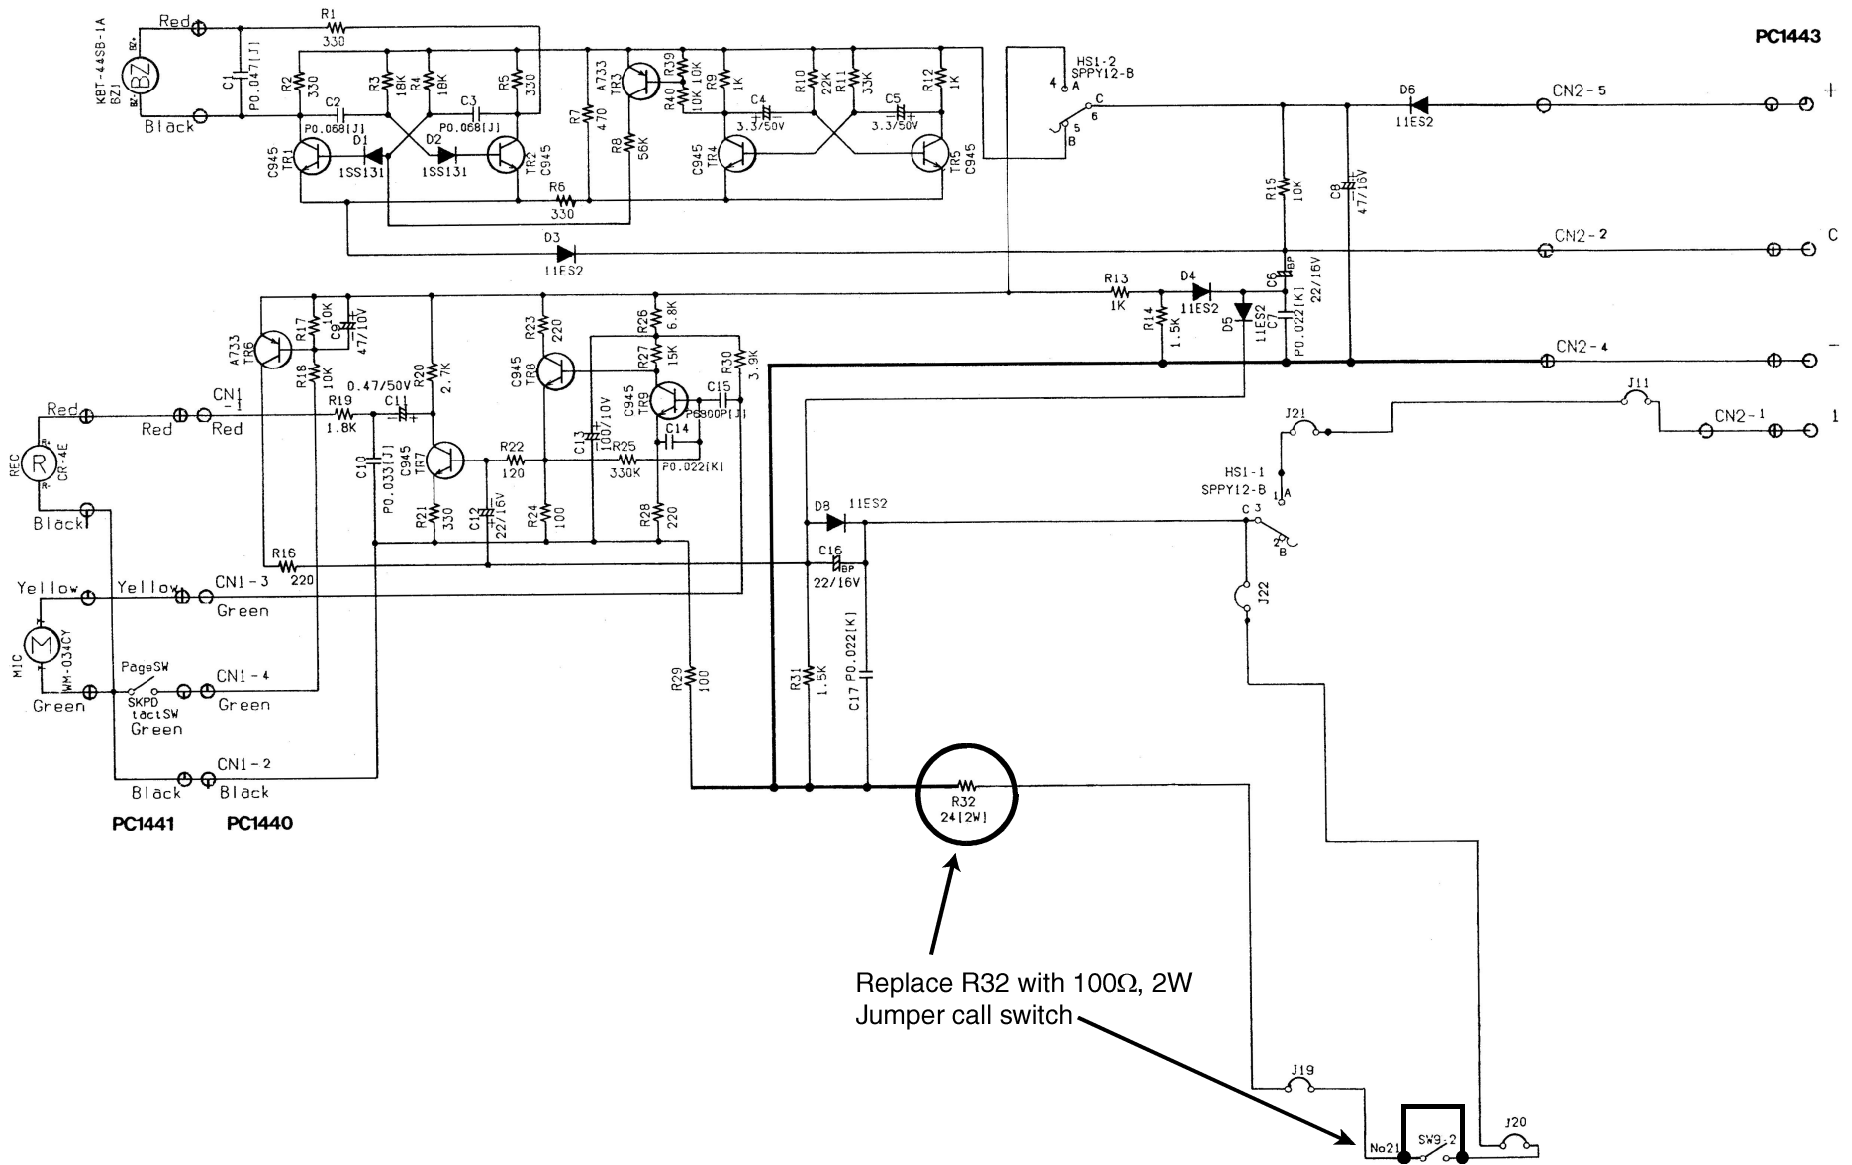 KBT-44SB-1A
BZ1
BZ+
BZ
BZ-
Red
Black
C1
P0.047[J]
R1
330
R2
330
R3
18K
R4
18K
R5
330
C2
P0.068[J]
C3
P0.068[J]
D1
1SS131
D2
1SS131
C945
TR1
TR2
C945
R6
330
R7
470
A733
TR3
R8
56K
R39
10K
R40
10K
R9
1K
R10
22K
R11
33K
R12
1K
C4
3.3/50V
C5
3.3/50V
C945
TR4
TR5
C945
D3
11ES2
HS1-2
SPPY12-B
4
A
C
6
5
B
PC1443
D6
11ES2
CN2-5
+
R15
10K
C8
47/16V
CN2-2
C
C6
BP
22/16V
R13
1K
D4
11ES2
R14
1.5K
D5
11ES2
C7
P0.022[K]
CN2-4
-
J11
J21
CN2-1
1
HS1-1
SPPY12-B
1
A
C
3
2
B
J22
A733
TR6
R17
10K
C9
47/10V
R18
10K
R20
2.7K
0.47/50V
C11
R19
1.8K
C10
P0.033[J]
C945
TR7
R21
330
R22
120
C12
22/16V
R23
220
C945
TR8
R24
100
C13
100/10V
R25
330K
R26
6.8K
R27
15K
C945
TR9
R30
3.9K
C15
P6800P[J]
C14
P0.022[K]
R28
220
R16
220
REC
R+
R
R-
CR-4E
Red
Red
CN1
-1
Red
Black
Yellow
Yellow
CN1-3
Green
MIC
M
WM-034CY
Green
PageSW
SKPD
tactSW
Green
CN1-4
Green
CN1-2
Black
Black
PC1441
PC1440
D8
11ES2
C16
BP
22/16V
R29
100
R31
1.5K
C17
P0.022[K]
R32
24[2W]
Replace R32 with 100Ω, 2W
Jumper call switch
J19
No21
SW9-2
J20